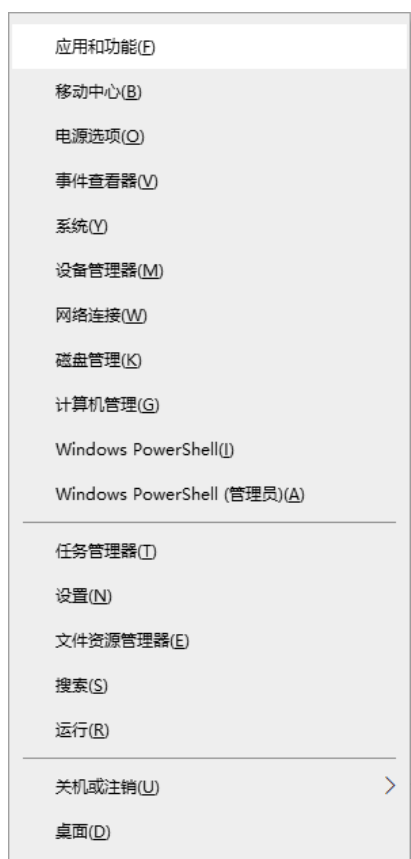 应用和功能(F)
移动中心(B)
电源选项(O)
事件查看器(V)
系统(Y)
设备管理器(M)
网络连接(W)
磁盘管理(K)
计算机管理(G)
Windows PowerShell(I)
Windows PowerShell (管理员)(A)
任务管理器(T)
设置(N)
文件资源管理器(E)
搜索(S)
运行(R)
关机或注销(U)
桌面(D)